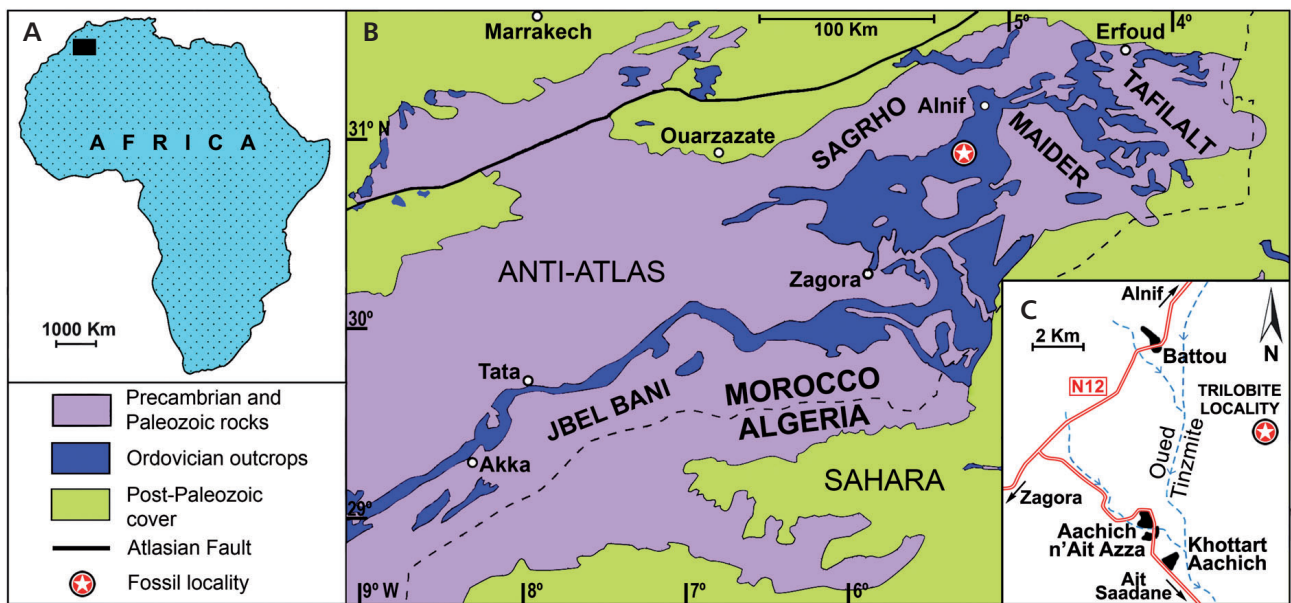 A
AFRICA
1000 Km
Precambrian and
Paleozoic rocks
Ordovician outcrops
Post-Paleozoic
cover
Atlasian Fault
Fossil locality
B
Marrakech
100 Km
5º
4º
Erfoud
TAFILALT
Alnif
31º N
Ouarzazate
SAGRHO
MAIDER
ANTI-ATLAS
Zagora
30º
Tata
JBEL BANI
MOROCCO
ALGERIA
Akka
SAHARA
29º
9º W
8º
7º
6º
C
Alnif
2 Km
N
Battou
N12
TRILOBITE
LOCALITY
Oued
Tinzmite
Zagora
Aachich
n'Ait Azza
Khottart
Aachich
Ait
Saadane